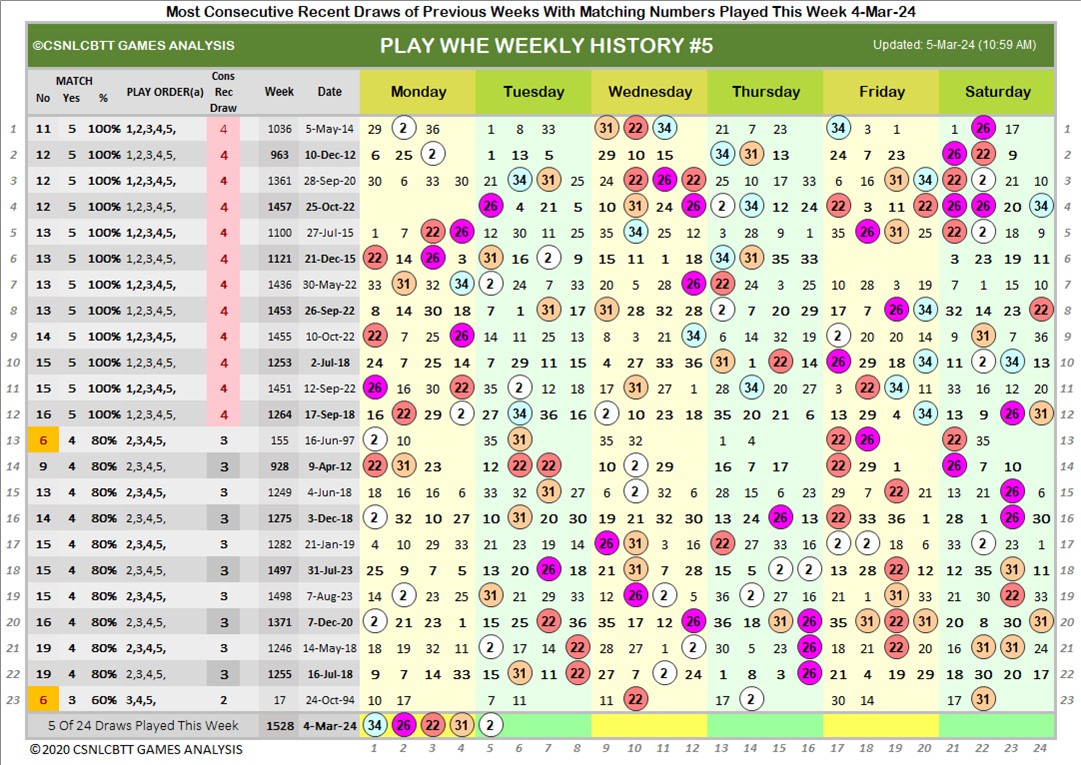 Most Consecutive Recent Draws of Previous Weeks With Matching Numbers Played This Week 4-Mar-24
©CSNLCBTT GAMES ANALYSIS PLAY WHE WEEKLY HISTORY #5 Updated: 5-Mar-24 (10:59 AM)
MATCH Cons
No Yes % PLAY ORDER(a) Rec Week Date Monday Tuesday Wednesday Thursday Friday Saturday
Draw
1 11 5 100% 1,2,3,4,5, 4 1036 5-May-14 29 2 36 1 8 33 31 22 34 21 7 23 34 3 1 1 26 17 1
2 12 5 100% 1,2,3,4,5, 4 963 10-Dec-12 6 25 2 1 13 5 29 10 15 34 14 13 24 7 23 26 22 9 2
3 12 5 100% 1,2,3,4,5, 4 1361 28-Sep-20 30 33 30 21 34 31 25 24 22 26 12 25 10 17 33 6 16 31 34 22 2 21 10 3
4 12 5 100% 1,2,3,4,5, 4 1457 25-Oct-22 26 4 21 5 10 31 24 26 2 34 12 24 22 3 11 22 26 26 20 34 4
5 13 5 100% 1,2,3,4,5, 4 1100 27-Jul-15 1 7 22 26 12 30 11 25 35 34 25 12 3 28 9 1 35 26 31 25 22 2 18 9 5
6 13 5 100% 1,2,3,4,5, 4 1121 21-Dec-15 22 14 26 3 31 16 2 9 15 11 1 18 34 31 35 33 3 23 19 11 6
7 13 5 100% 1,2,3,4,5, 4 1436 30-May-22 33 31 32 34 2 24 7 33 20 5 28 26 22 24 3 25 10 28 3 19 7 1 15 10 7
8 13 5 100% 1,2,3,4,5, 4 1453 26-Sep-22 8 14 30 18 7 1 31 17 31 28 32 28 2 7 20 29 17 7 26 34 32 14 23 22 8
9 14 5 100% 1,2,3,4,5, 4 1455 10-Oct-22 22 7 25 26 14 11 25 13 8 3 21 34 6 14 32 19 2 20 20 14 9 31 7 36 9
10 15 5 100% 1,2,3,4,5, 4 1253 2-Jul-18 24 7 25 14 7 29 11 15 4 27 33 36 31 1 22 14 26 29 18 34 11 2 34 13 10
11 15 5 100% 1,2,3,4,5, 4 1451 12-Sep-22 26 16 30 22 35 2 12 18 17 31 27 1 28 34 20 17 3 22 34 11 33 16 12 20 11
12 16 5 100% 1,2,3,4,5, 4 1264 17-Sep-18 16 22 29 2 27 34 36 16 2 10 23 18 35 20 21 6 13 29 4 34 13 9 26 31 12
13 6 4 80% 2,3,4,5, 3 155 16-Jun-97 2 10 35 31 35 32 1 4 22 26 22 35 13
14 9 4 80% 2,3,4,5, 3 928 9-Apr-12 22 31 23 12 22 22 10 2 29 16 7 17 22 29 1 26 7 10 14
15 13 4 80% 2,3,4,5, 3 1249 4-Jun-18 18 16 16 6 33 32 31 27 6 2 32 6 28 15 6 23 29 7 22 21 13 21 26 6 15
16 14 4 80% 2,3,4,5, 3 1275 3-Dec-18 2 32 10 27 10 31 20 30 19 21 32 30 13 24 26 13 22 33 36 1 28 1 26 30 16
17 15 4 80% 2,3,4,5, 3 1282 21-Jan-19 4 10 29 33 21 23 19 14 26 31 3 16 22 27 33 16 2 2 18 6 33 2 23 1 17
18 15 4 80% 2,3,4,5, 3 1497 31-Jul-23 25 9 7 5 13 20 26 18 21 31 7 28 15 5 2 2 13 28 22 12 12 35 31 11 18
19 15 4 80% 2,3,4,5, 3 1498 7-Aug-23 14 2 23 25 31 21 29 33 12 26 2 5 36 2 27 16 21 1 31 33 21 30 22 33 19
20 16 4 80% 2,3,4,5, 3 1371 7-Dec-20 2 21 23 1 15 25 22 36 35 17 12 26 36 18 31 26 35 31 22 31 20 8 30 31 20
21 19 4 80% 2,3,4,5, 3 1246 14-May-18 18 19 32 11 2 17 14 22 28 27 1 2 30 5 23 26 18 21 22 20 16 31 31 24 21
22 19 4 80% 2,3,4,5, 3 1255 16-Jul-18 9 7 14 33 15 31 11 22 27 7 2 24 1 8 3 22 21 4 19 29 18 30 20 17 22
23 6 3 60% 3,4,5, 2 17 24-Oct-94 10 17 7 11 11 22 17 2 30 14 17 31 23
5 Of 24 Draws Played This Week 1528 4-Mar-24 34 26 22 31 2
© 2020 CSNLCBTT GAMES ANALYSIS 1 2 3 4 5 6 7 8 9 10 11 12 13 14 15 16 17 18 19 20 21 22 23 24